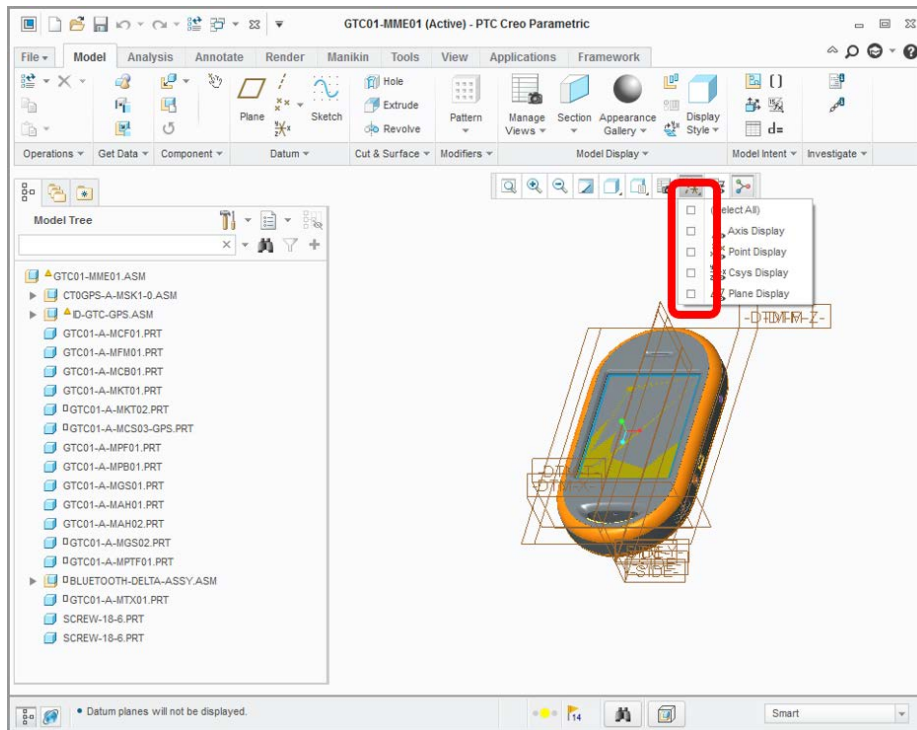 GTC01-MME01 (Active) - PTC Creo Parametric
File Model Analysis Annotate Render Manikin Tools View Applications Framework
Plane Sketch Hole Extrude Revolve Pattern Manage Views Section Appearance Gallery Display Style d=
Operations Get Data Component Datum Cut & Surface Modifiers Model Display Model Intent Investigate
Model Tree
(Select All)
Axis Display
Point Display
Csys Display
Plane Display
GTC01-MME01.ASM
CT0GPS-A-MSK1-0.ASM
ID-GTC-GPS.ASM
GTC01-A-MCF01.PRT
GTC01-A-MFM01.PRT
GTC01-A-MCB01.PRT
GTC01-A-MKT01.PRT
GTC01-A-MKT02.PRT
GTC01-A-MCS03-GPS.PRT
GTC01-A-MPF01.PRT
GTC01-A-MPB01.PRT
GTC01-A-MGS01.PRT
GTC01-A-MAH01.PRT
GTC01-A-MAH02.PRT
GTC01-A-MGS02.PRT
GTC01-A-MPTF01.PRT
BLUETOOTH-DELTA-ASSY.ASM
GTC01-A-MTX01.PRT
SCREW-18-6.PRT
SCREW-18-6.PRT
-SIDE-
• Datum planes will not be displayed.
14
Smart